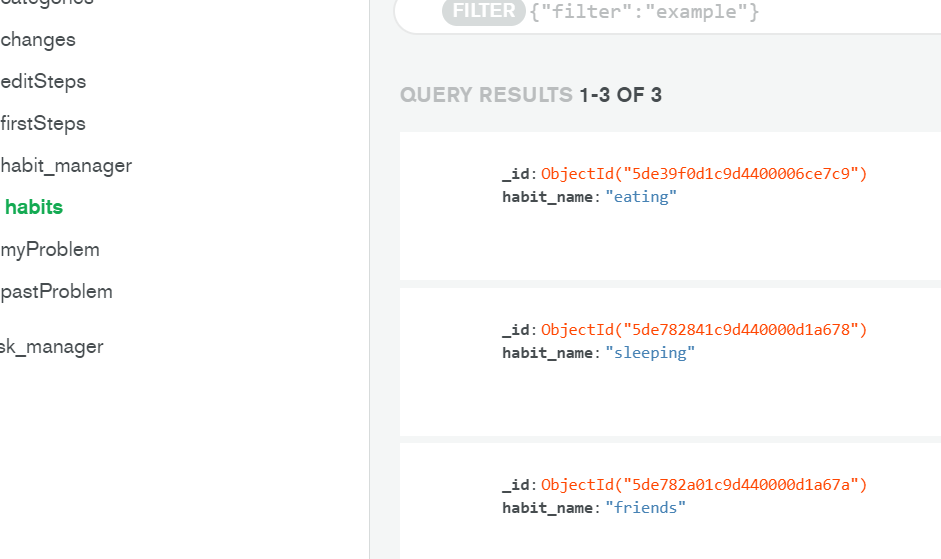 categories
changes
editSteps
firstSteps
habit_manager
habits
myProblem
pastProblem
sk_manager
FILTER {"filter":"example"}
QUERY RESULTS 1-3 OF 3
_id: ObjectId("5de39f0d1c9d4400006ce7c9")
habit_name: "eating"
_id: ObjectId("5de782841c9d440000d1a678")
habit_name: "sleeping"
_id: ObjectId("5de782a01c9d440000d1a67a")
habit_name: "friends"